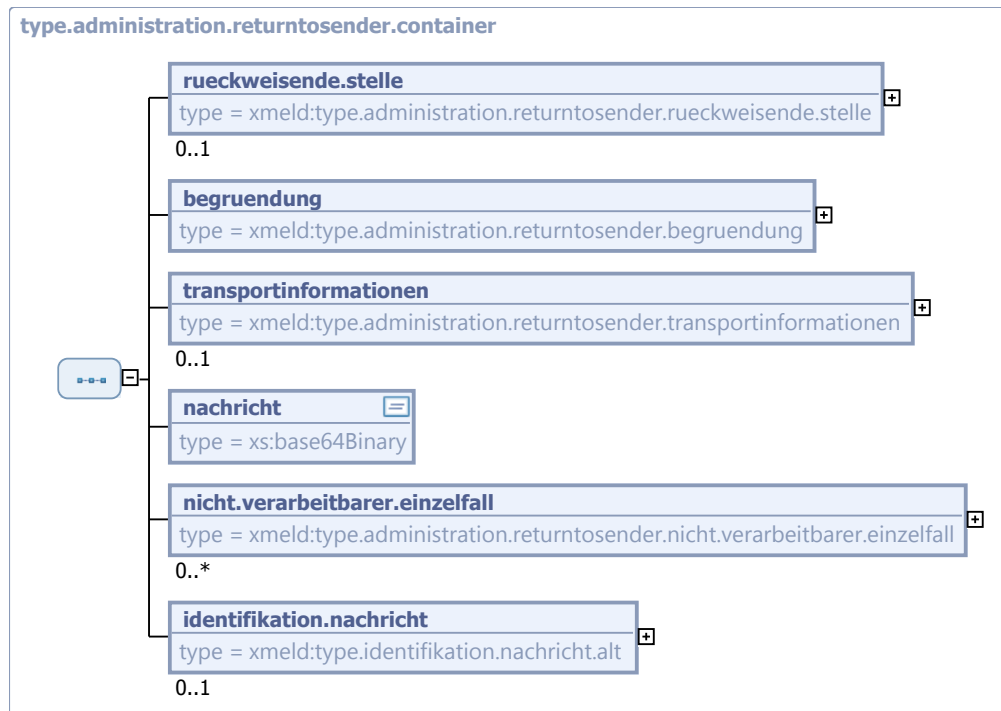 type.administration.returntosender.container
rueckweisende.stelle
type = xmeld:type.administration.returntosender.rueckweisende.stelle
0..1
begruendung
type = xmeld:type.administration.returntosender.begruendung
transportinformationen
type = xmeld:type.administration.returntosender.transportinformationen
0..1
nachricht
type = xs:base64Binary
nicht.verarbeitbarer.einzelfall
type = xmeld:type.administration.returntosender.nicht.verarbeitbarer.einzelfall
0..*
identifikation.nachricht
type = xmeld:type.identifikation.nachricht.alt
0..1